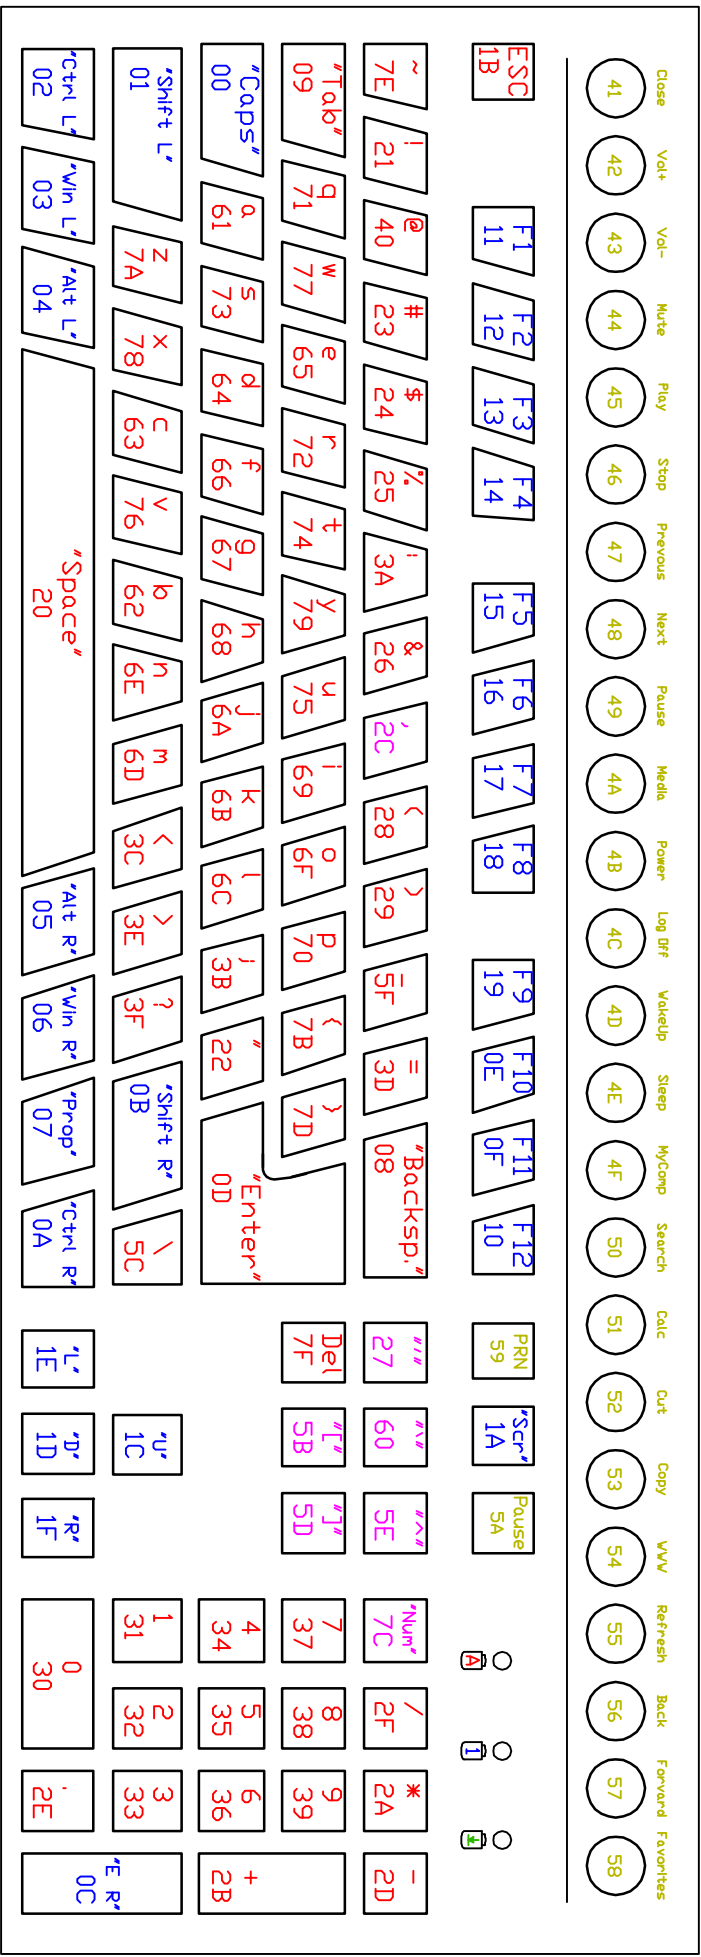 Close Vol+ Vol- Mute Play Stop Prevous Next Pause Media Power Log Off WakeUp Sleep MyComp Search Calc Cut Copy WWW Refresh Back Forvard Favorites
41 42 43 44 45 46 47 48 49 4A 4B 4C 4D 4E 4F 50 51 52 53 54 55 56 57 58
ESC F1 F2 F3 F4 F5 F6 F7 F8 F9 F10 F11 F12 PRN "Scr" Pause
1B 11 12 13 14 15 16 17 18 19 0E 0F 10 59 1A 5A
A 1
~ ! @ # $ % : & , ( ) _ = "Backsp." "'" "`" "^" "Num" / * -
7E 21 40 23 24 25 3A 26 2C 28 29 5F 3D 08 27 60 5E 7C 2F 2A 2D
"Tab" q w e r t y u i o p { } Del "[" "]" 7 8 9
09 71 77 65 72 74 79 75 69 6F 70 7B 7D 7F 5B 5D 37 38 39
"Caps" a s d f g h j k l ; " "Enter" 4 5 6 +
00 61 73 64 66 67 68 6A 6B 6C 3B 22 0D 34 35 36 2B
"Shift L" z x c v b n m < > ? "Shift R" \ "U" 1 2 3
01 7A 78 63 76 62 6E 6D 3C 3E 3F 0B 5C 1C 31 32 33
"Ctrl L" "Win L" "Alt L" "Space" "Alt R" "Win R" "Prop" "Ctrl R" "L" "D" "R" 0 . "E R"
02 03 04 20 05 06 07 0A 1E 1D 1F 30 2E 0C